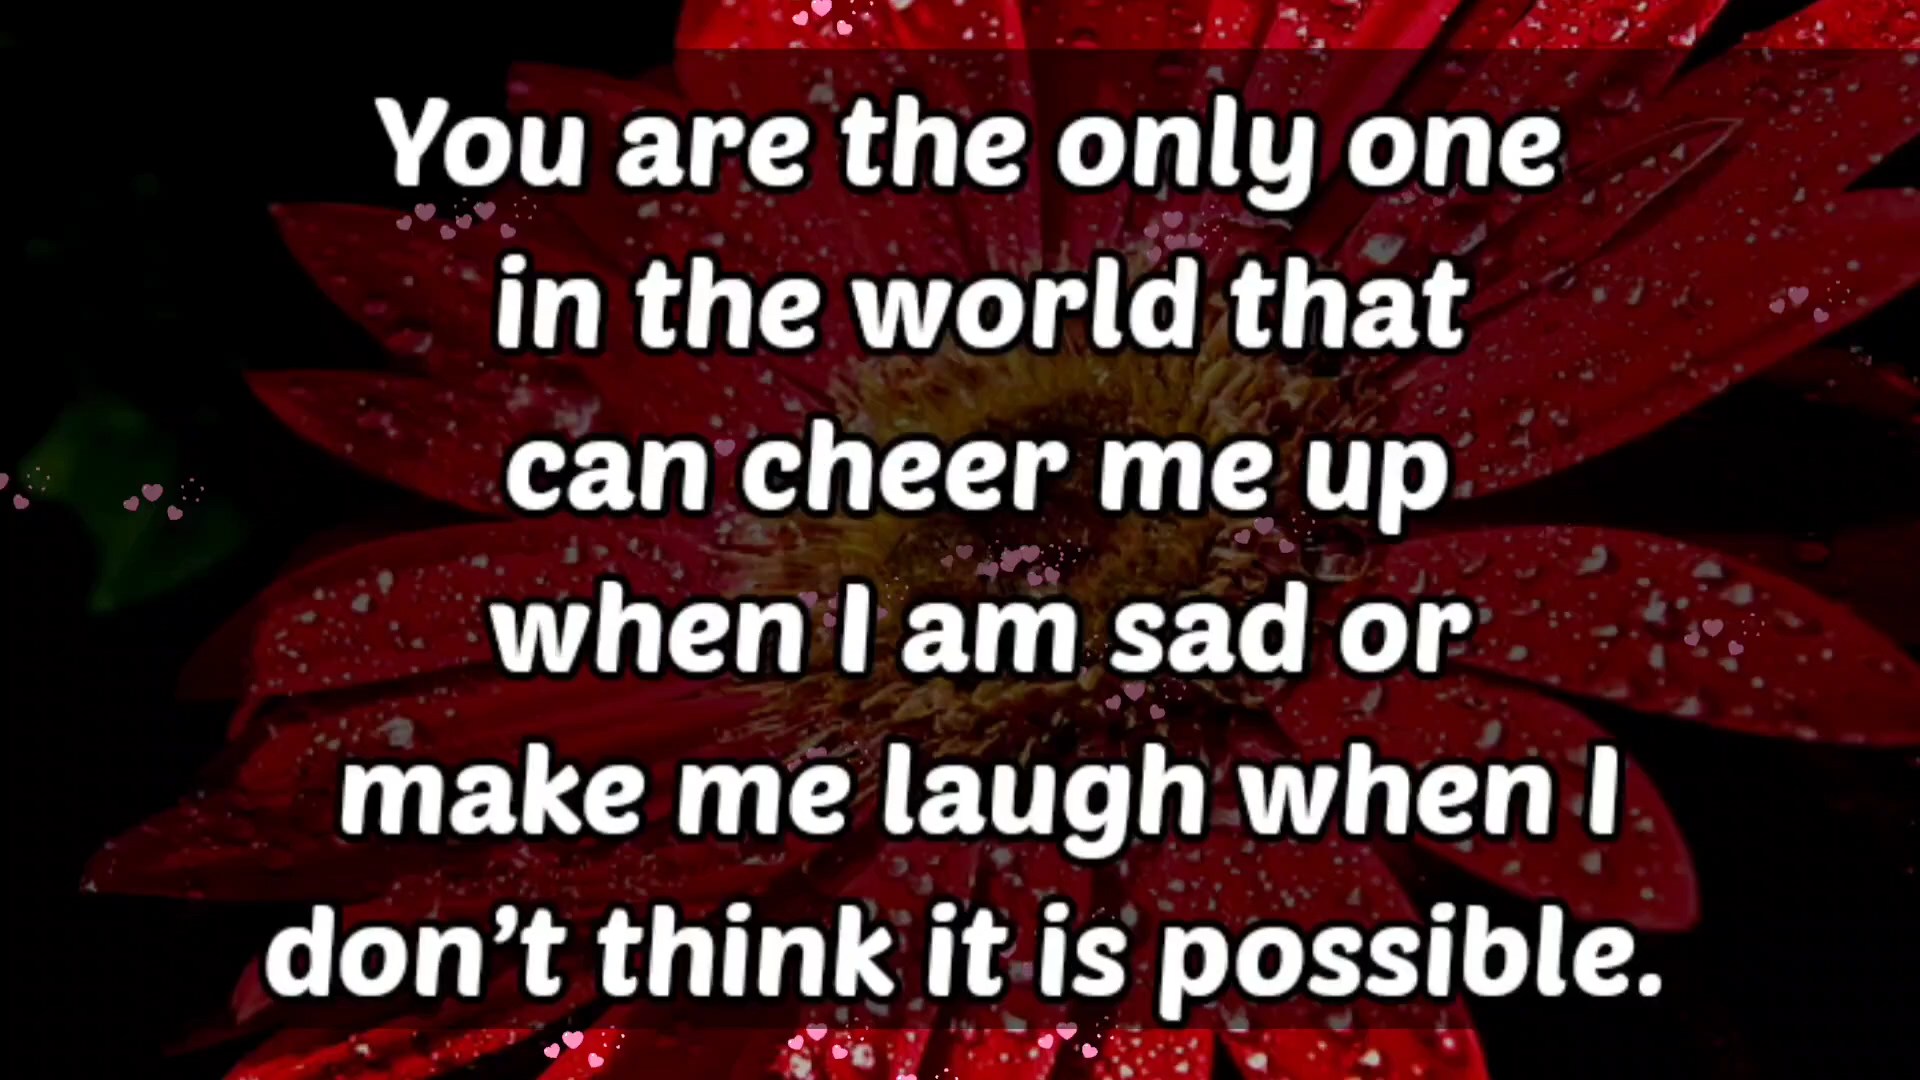 You are the only one
in the world that
can cheer me up
when I am sad or
make me laugh when I
don’t think it is possible.